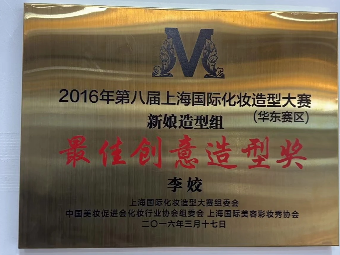 M
2016年第八届上海国际化妆造型大赛
(华东赛区)
新娘造型组
最佳创意造型奖
李姣
上海国际化妆造型大赛组委会
中国美妆促进会化妆行业协会组委会 上海国际美容彩妆秀协会
二〇一六年三月十七日